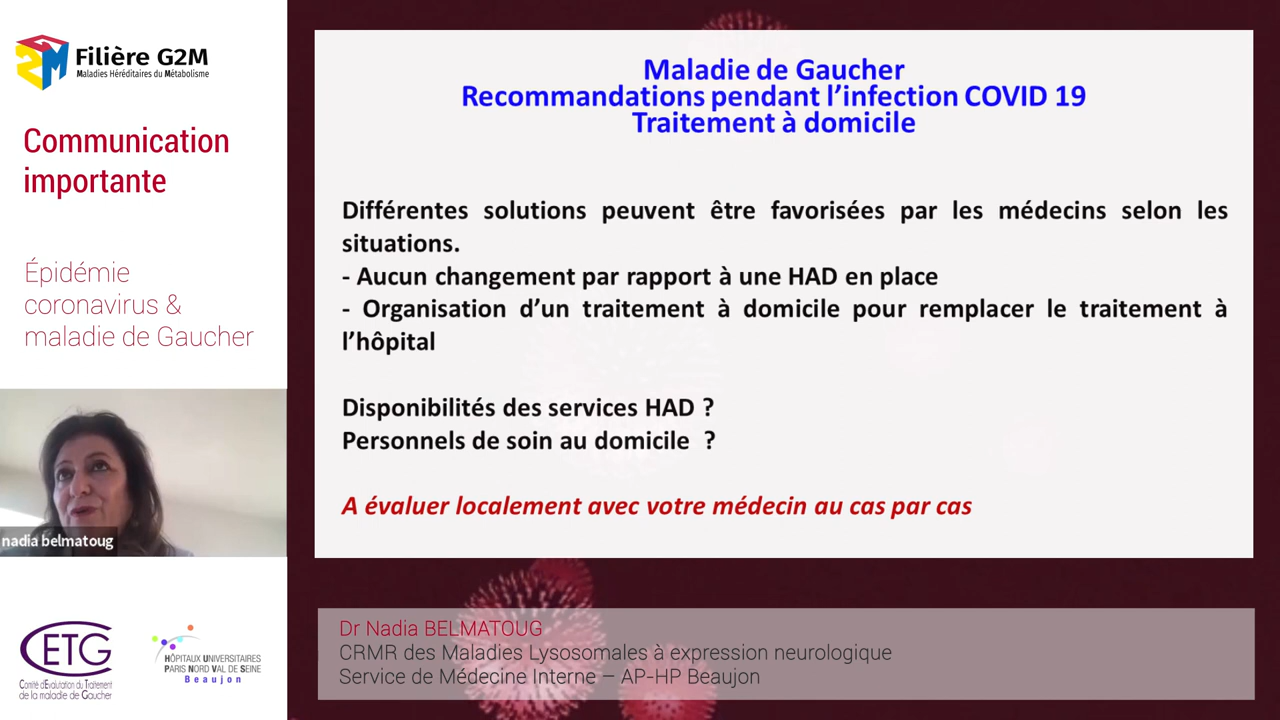 Filière G2M
Maladies Héréditaires du Métabolisme
Communication
importante
Épidémie
coronavirus &
maladie de Gaucher
nadia belmatoug
CETG
Comité d'Evalutation du Traitement
de la maladie de Gaucher
HÔPITAUX UNIVERSITAIRES
PARIS NORD VAL DE SEINE
Beaujon
Maladie de Gaucher
Recommandations pendant l'infection COVID 19
Traitement à domicile
Différentes solutions peuvent être favorisées par les médecins selon les
situations.
- Aucun changement par rapport à une HAD en place
- Organisation d'un traitement à domicile pour remplacer le traitement à
l'hôpital
Disponibilités des services HAD ?
Personnels de soin au domicile ?
A évaluer localement avec votre médecin au cas par cas
Dr Nadia BELMATOUG
CRMR des Maladies Lysosomales à expression neurologique
Service de Médecine Interne – AP-HP Beaujon